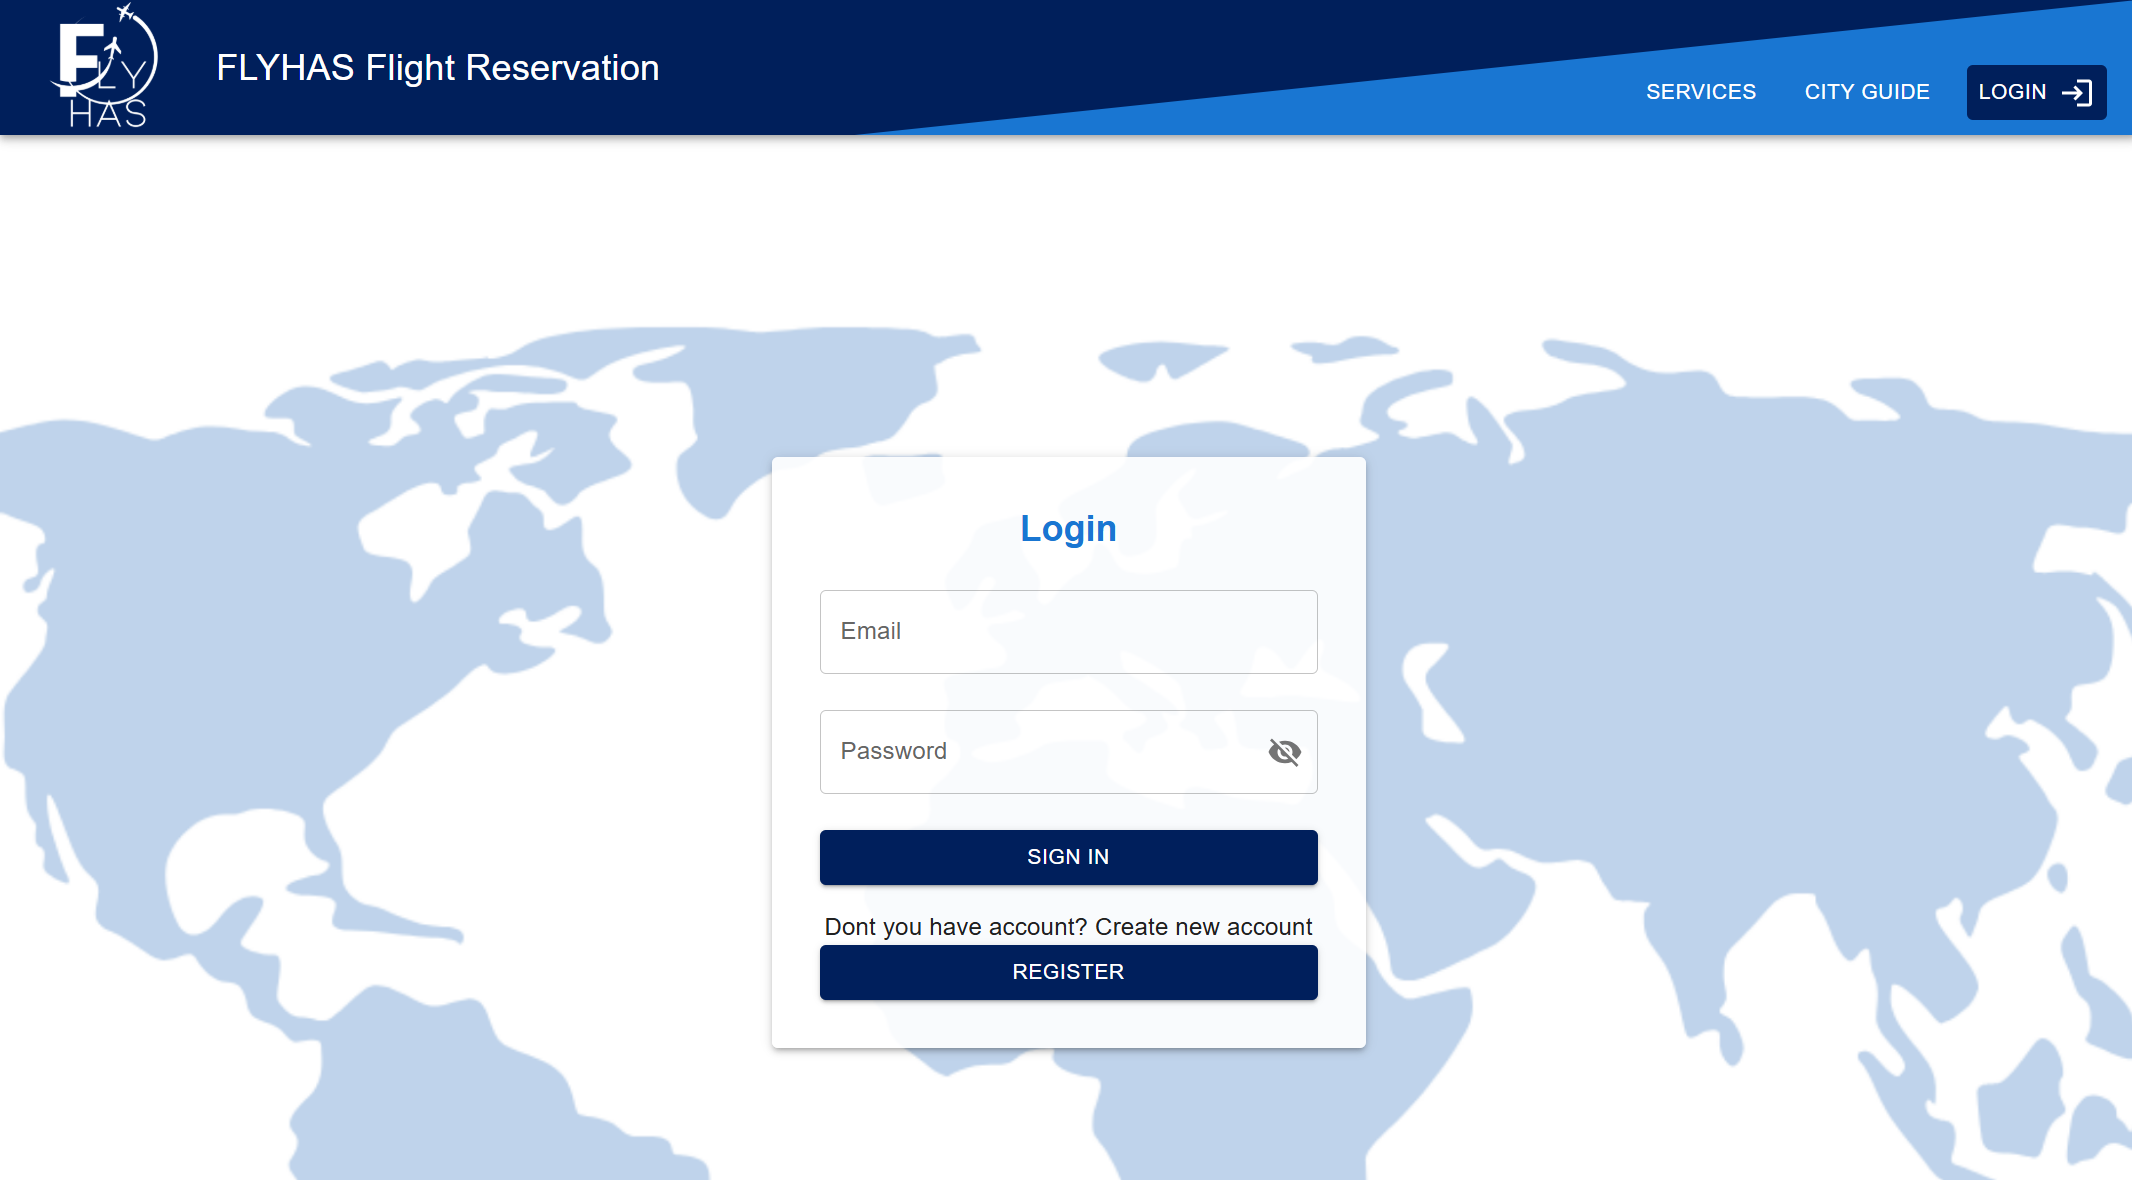 FLY
HAS
FLYHAS Flight Reservation
SERVICES
CITY GUIDE
LOGIN
Login
Email
Password
SIGN IN
Dont you have account? Create new account
REGISTER